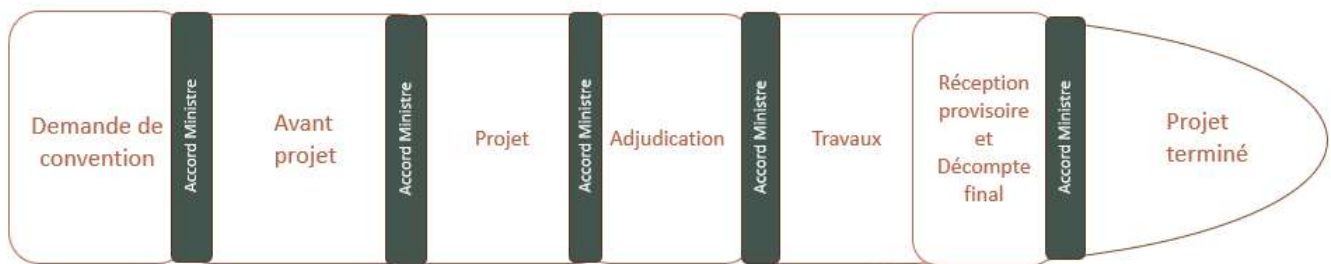 Demande de
convention
Accord Ministre
Avant
projet
Accord Ministre
Projet
Accord Ministre
Adjudication
Accord Ministre
Travaux
Réception
provisoire
et
Décompte
final
Accord Ministre
Projet
terminé